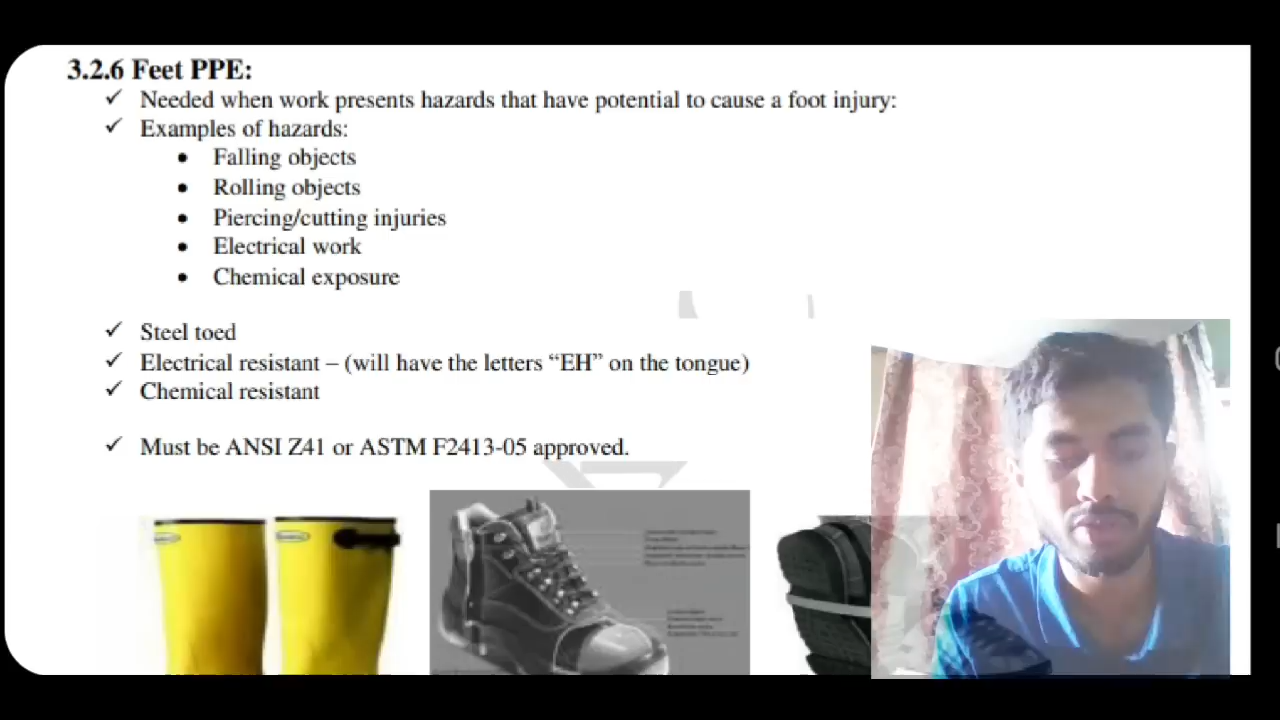 3.2.6 Feet PPE:
✓ Needed when work presents hazards that have potential to cause a foot injury:
✓ Examples of hazards:
• Falling objects
• Rolling objects
• Piercing/cutting injuries
• Electrical work
• Chemical exposure
✓ Steel toed
✓ Electrical resistant – (will have the letters “EH” on the tongue)
✓ Chemical resistant
✓ Must be ANSI Z41 or ASTM F2413-05 approved.